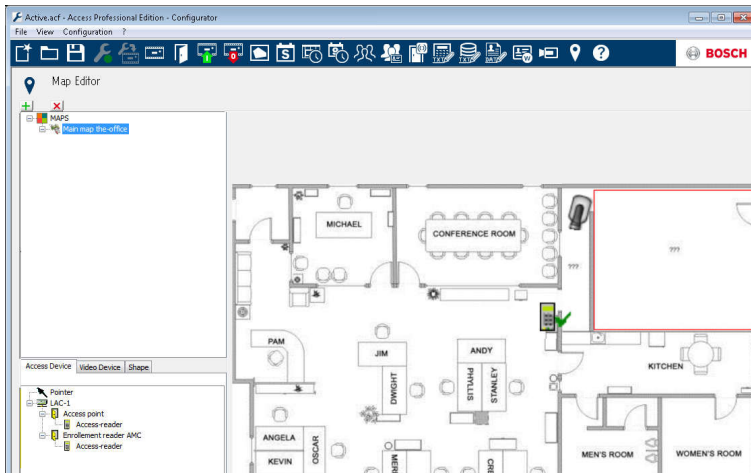 Active.acf - Access Professional Edition - Configurator
File View Configuration ?
BOSCH
Map Editor
MAPS
Main map the-office
Access Device Video Device Shape
Pointer
LAC-1
Access point
Access-reader
Enrollement reader AMC
Access-reader
MICHAEL
CONFERENCE ROOM
???
???
PAM
JIM
ANDY
KITCHEN
DWIGHT
PHYLLIS
STANLEY
ANGELA
OSCAR
KEVIN
MEN'S ROOM
WOMEN'S ROOM